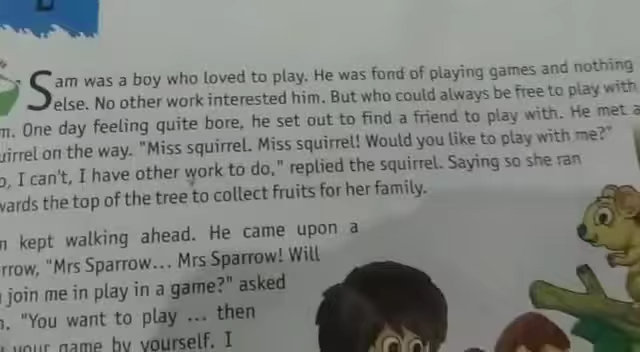 Sam was a boy who loved to play. He was fond of playing games and nothing
else. No other work interested him. But who could always be free to play with
m. One day feeling quite bore, he set out to find a friend to play with. He met a
uirrel on the way. "Miss squirrel. Miss squirrel! Would you like to play with me?"
o, I can't, I have other work to do," replied the squirrel. Saying so she ran
wards the top of the tree to collect fruits for her family.
n kept walking ahead. He came upon a
rrow, "Mrs Sparrow... Mrs Sparrow! Will
join me in play in a game?" asked
"You want to play ... then
your game by yourself. I